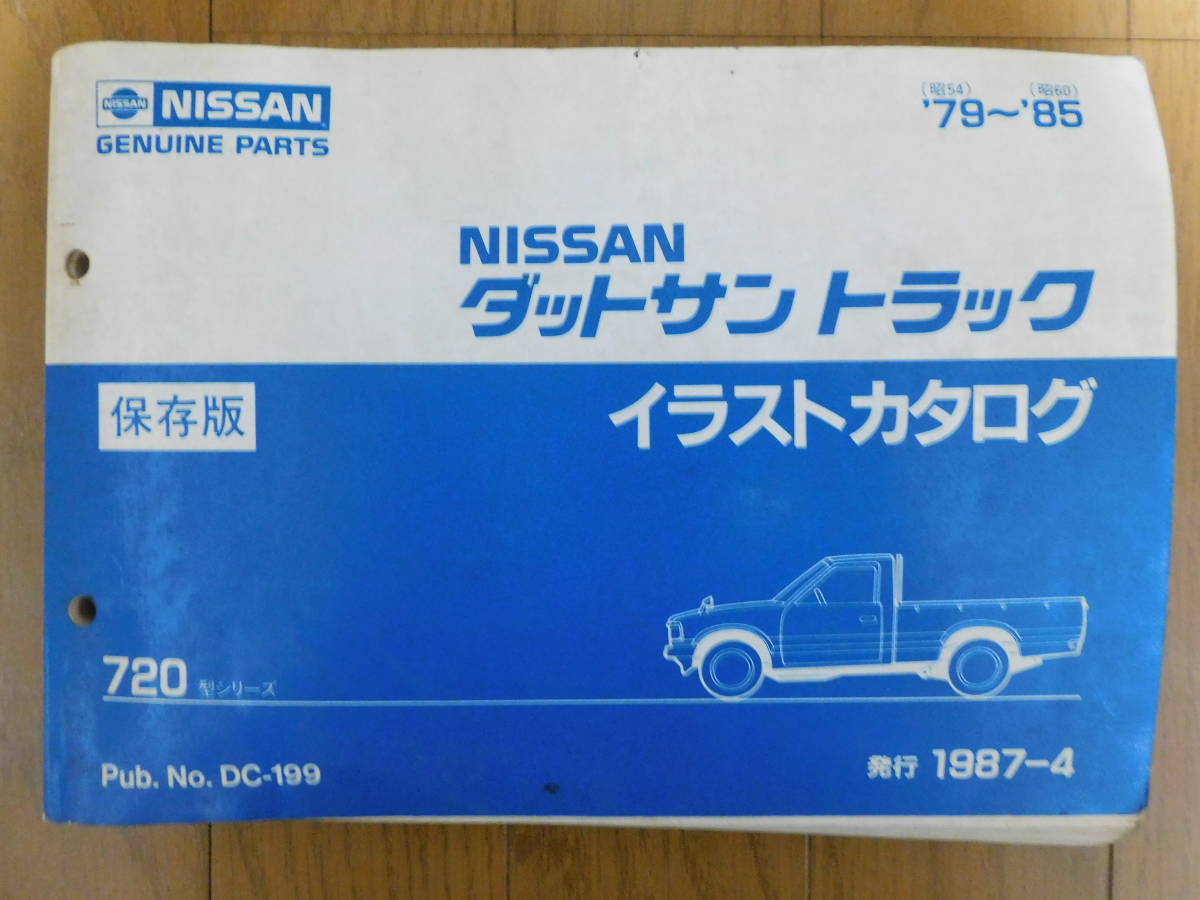 NISSAN NISSAN
GENUINE PARTS
(昭54) (昭60)
'79〜'85
NISSAN
ダットサン トラック
保存版
イラストカタログ
720 型シリーズ
Pub. No. DC-199
発行 1987-4